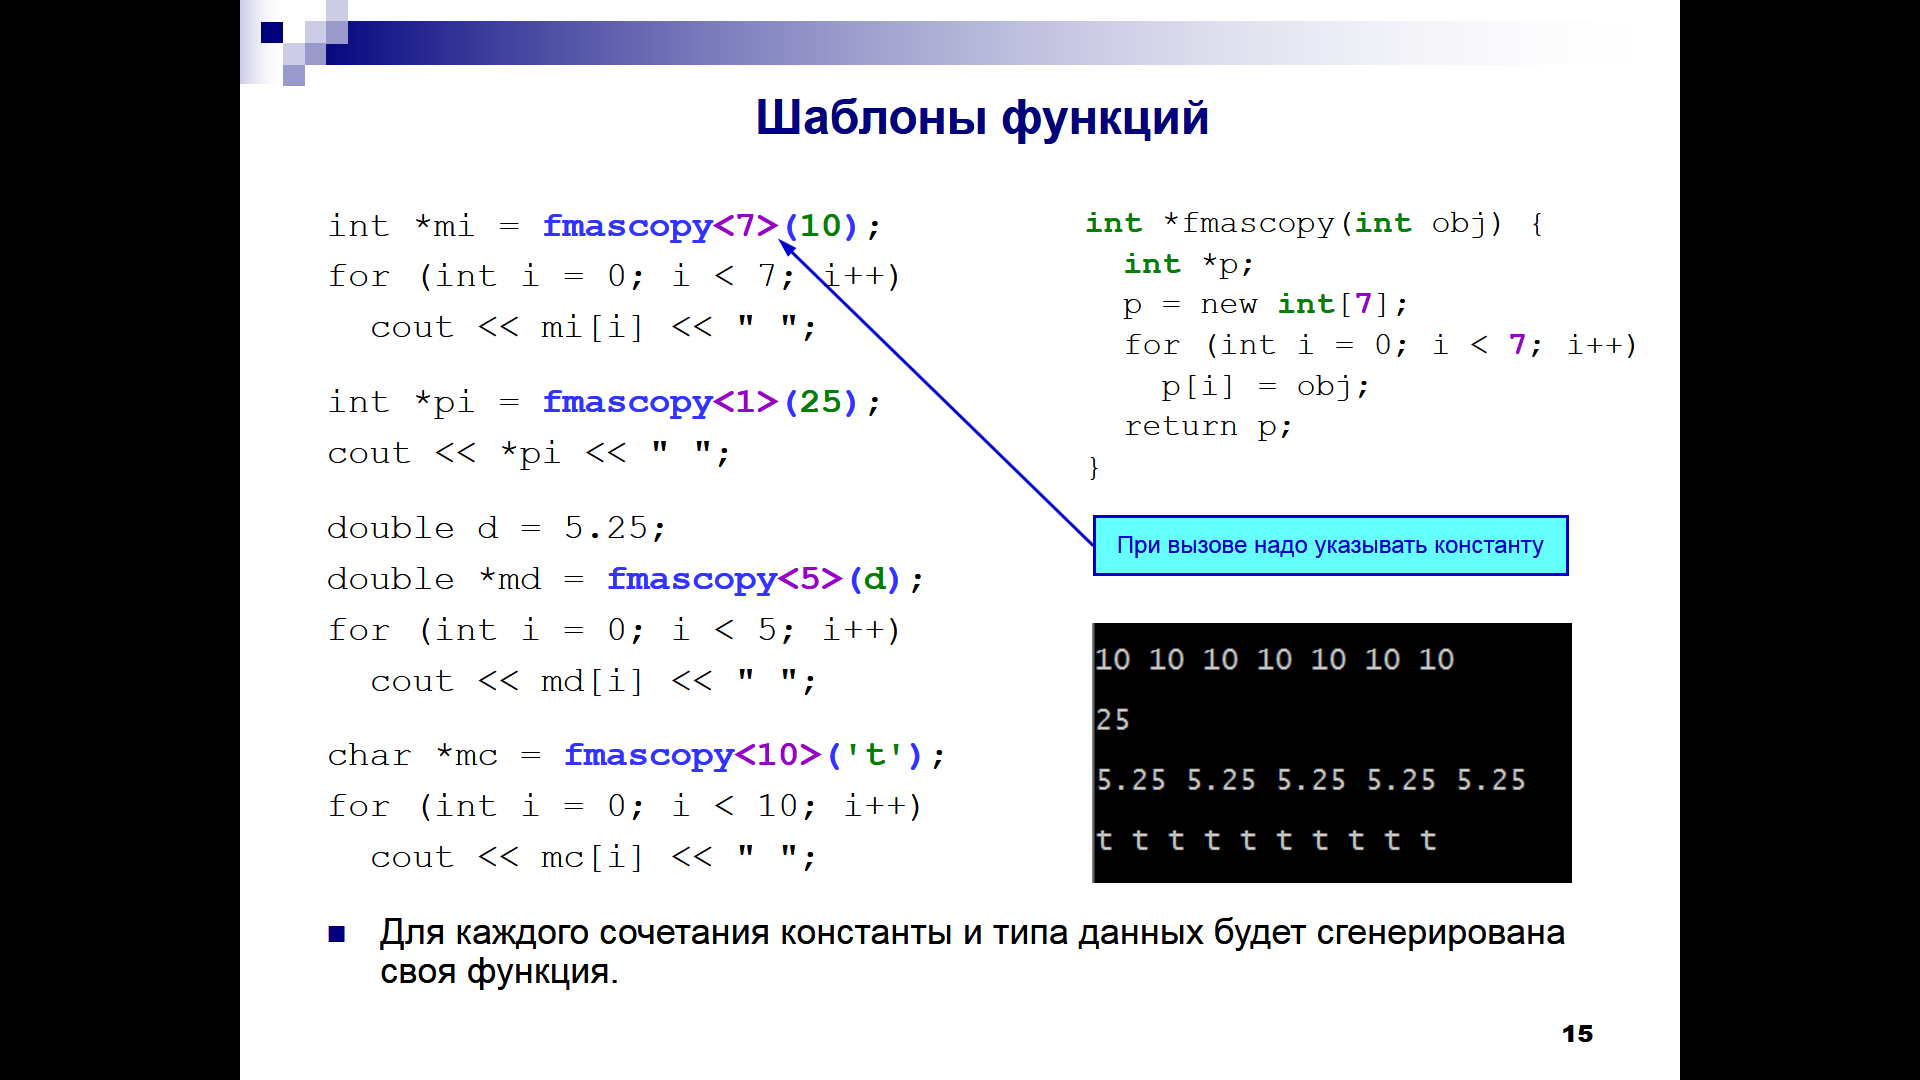 Шаблоны функций
int *mi = fmascopy<7>(10);
for (int i = 0; i < 7; i++)
cout << mi[i] << " ";
int *pi = fmascopy<1>(25);
cout << *pi << " ";
double d = 5.25;
double *md = fmascopy<5>(d);
for (int i = 0; i < 5; i++)
cout << md[i] << " ";
char *mc = fmascopy<10>('t');
for (int i = 0; i < 10; i++)
cout << mc[i] << " ";
int *fmascopy(int obj) {
int *p;
p = new int[7];
for (int i = 0; i < 7; i++)
p[i] = obj;
return p;
}
При вызове надо указывать константу
10 10 10 10 10 10 10
25
5.25 5.25 5.25 5.25 5.25
t t t t t t t t t t
Для каждого сочетания константы и типа данных будет сгенерирована
своя функция.
15